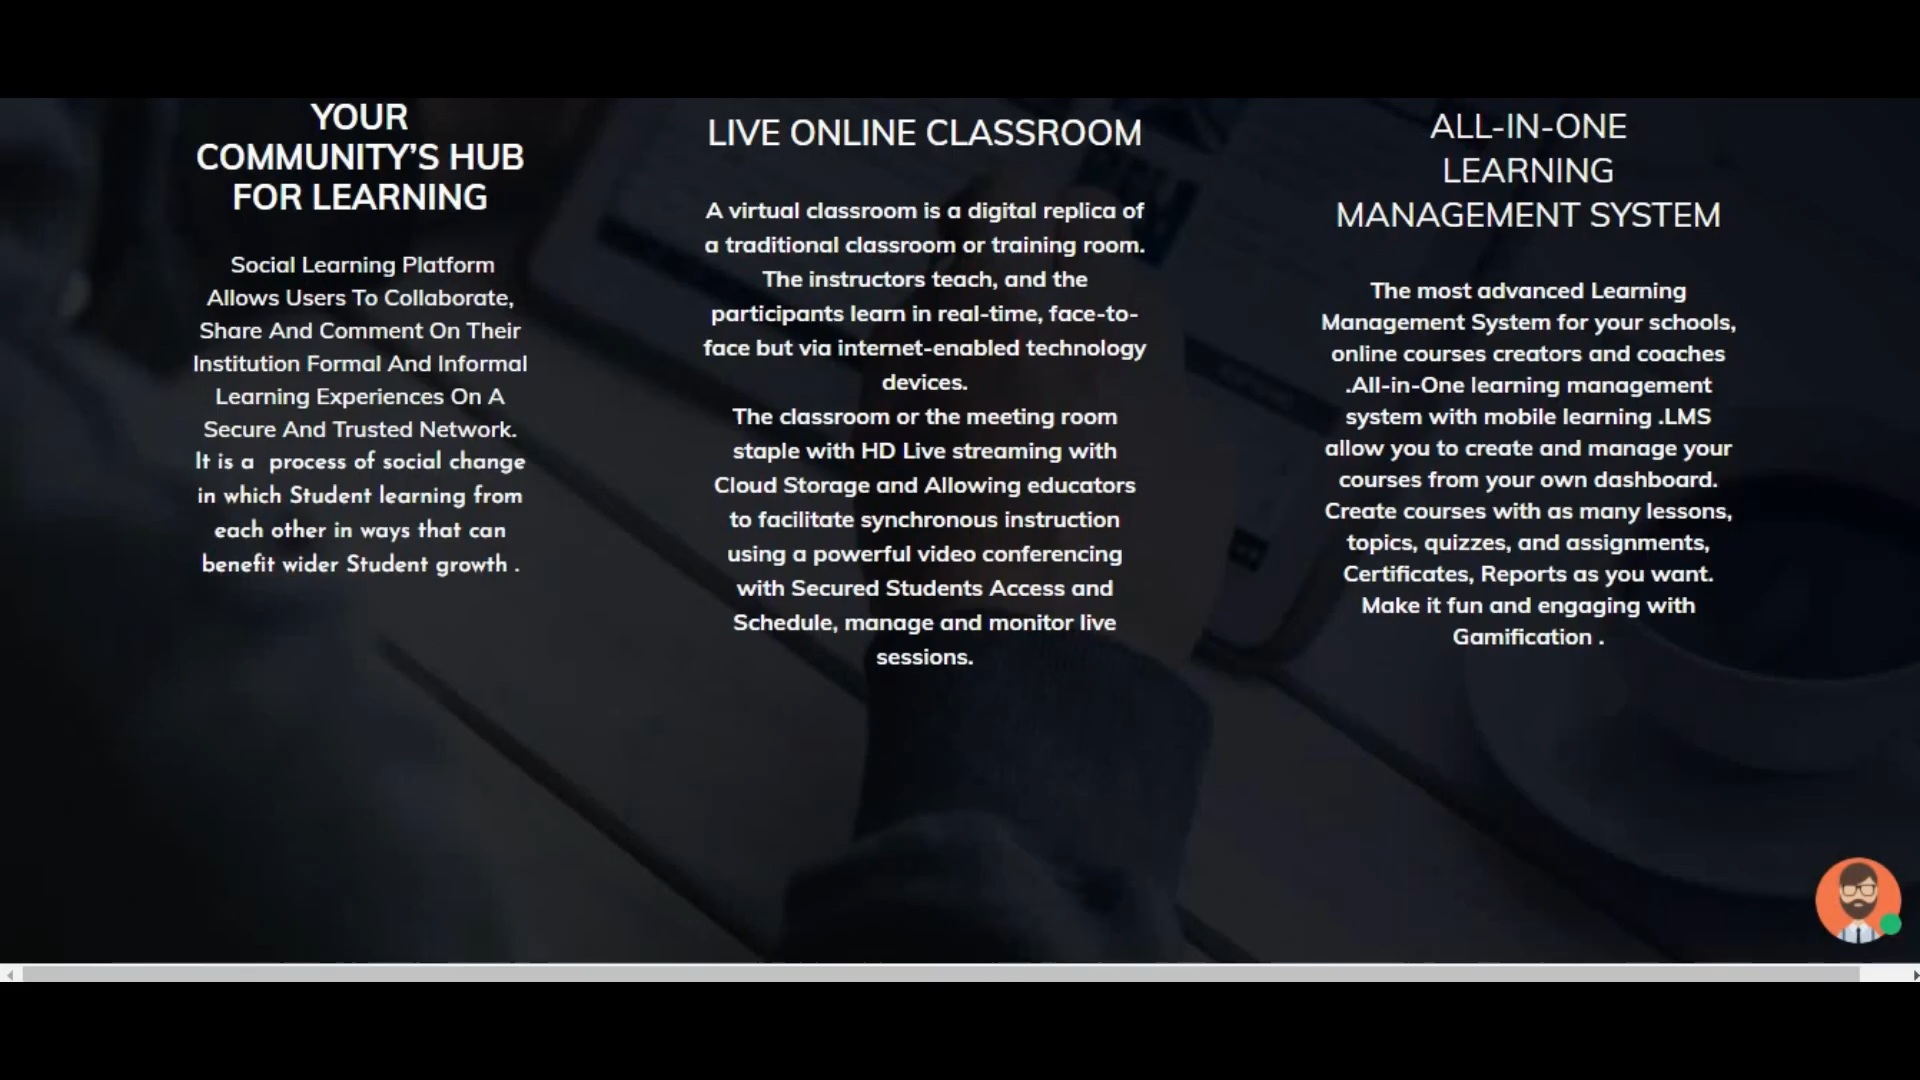 YOUR
COMMUNITY’S HUB
FOR LEARNING
Social Learning Platform
Allows Users To Collaborate,
Share And Comment On Their
Institution Formal And Informal
Learning Experiences On A
Secure And Trusted Network.
It is a  process of social change
in which Student learning from
each other in ways that can
benefit wider Student growth .
LIVE ONLINE CLASSROOM
A virtual classroom is a digital replica of
a traditional classroom or training room.
The instructors teach, and the
participants learn in real-time, face-to-
face but via internet-enabled technology
devices.
The classroom or the meeting room
staple with HD Live streaming with
Cloud Storage and Allowing educators
to facilitate synchronous instruction
using a powerful video conferencing
with Secured Students Access and
Schedule, manage and monitor live
sessions.
ALL-IN-ONE
LEARNING
MANAGEMENT SYSTEM
The most advanced Learning
Management System for your schools,
online courses creators and coaches
.All-in-One learning management
system with mobile learning .LMS
allow you to create and manage your
courses from your own dashboard.
Create courses with as many lessons,
topics, quizzes, and assignments,
Certificates, Reports as you want.
Make it fun and engaging with
Gamification .